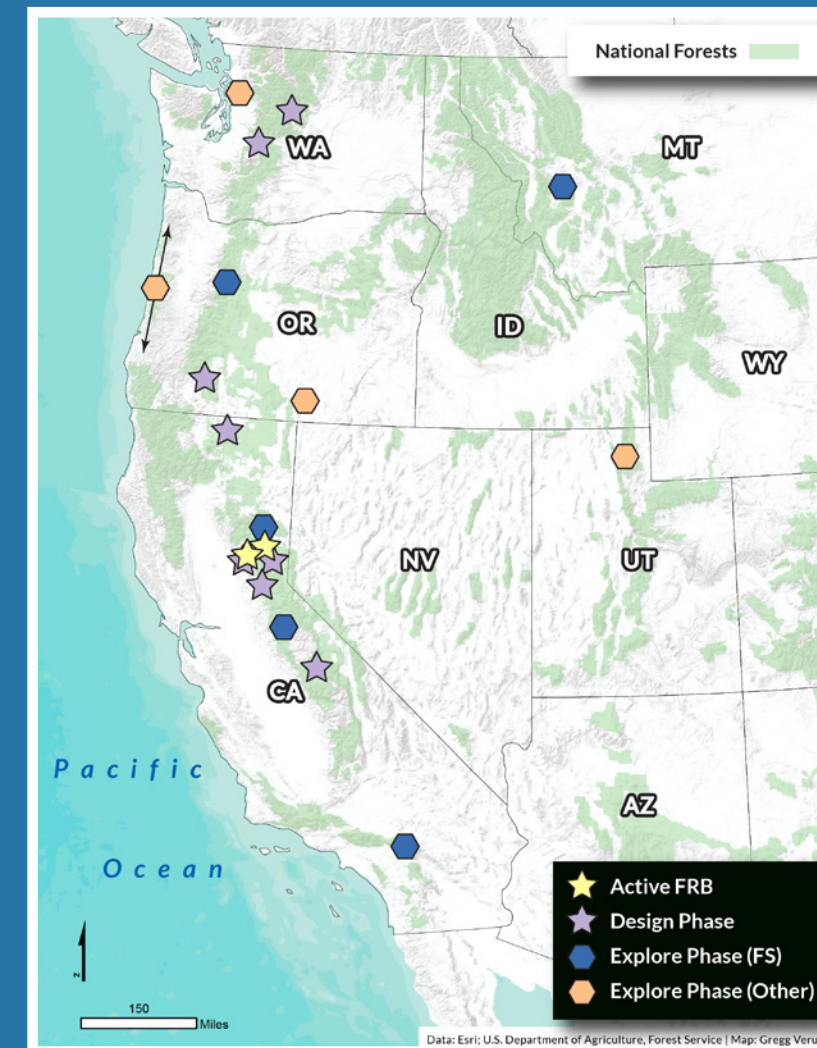 National Forests
WA
MT
OR
ID
WY
NV
UT
CA
Pacific
AZ
Ocean
Active FRB
Design Phase
Explore Phase (FS)
Explore Phase (Other)
N
150
Miles
Data: Esri; U.S. Department of Agriculture, Forest Service | Map: Gregg Veru